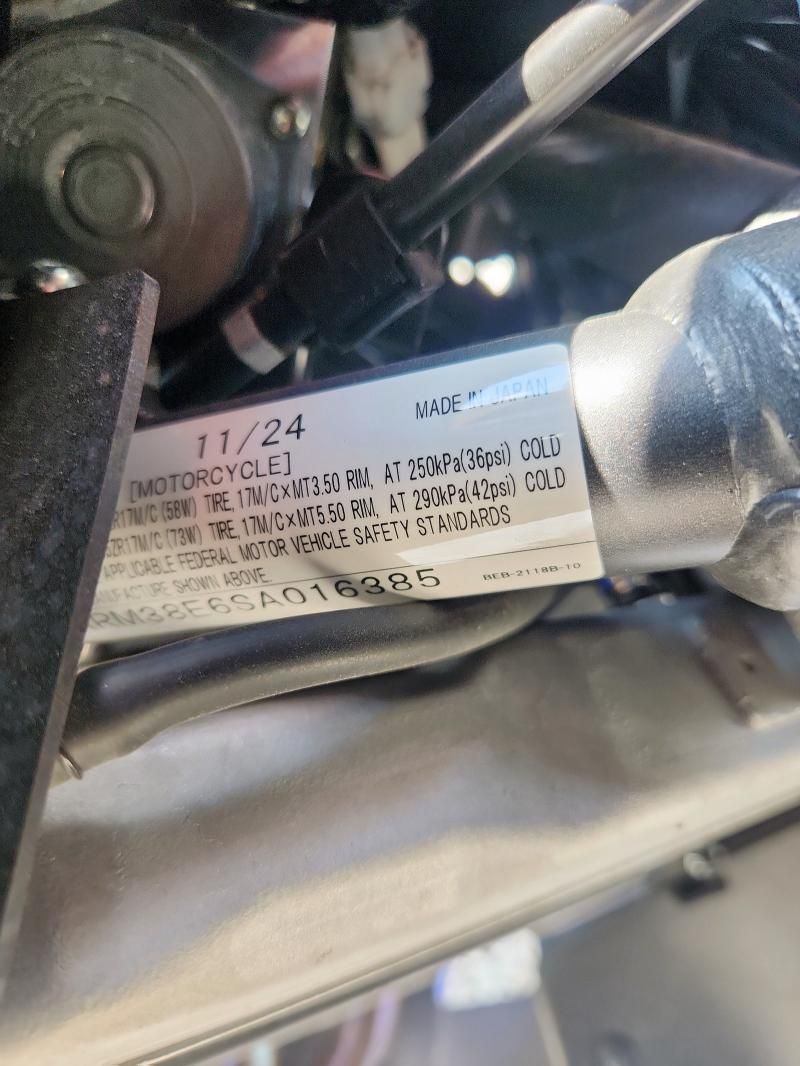 MADE IN JAPAN
11/24
[MOTORCYCLE]
R17M/C (58W) TIRE, 17M/C×MT3.50 RIM, AT 250kPa(36psi) COLD
ZR17M/C (73W) TIRE, 17M/C×MT5.50 RIM, AT 290kPa(42psi) COLD
APPLICABLE FEDERAL MOTOR VEHICLE SAFETY STANDARDS
NUFACTURE SHOWN ABOVE.
RM38E6SA016385
BEB-2118B-10